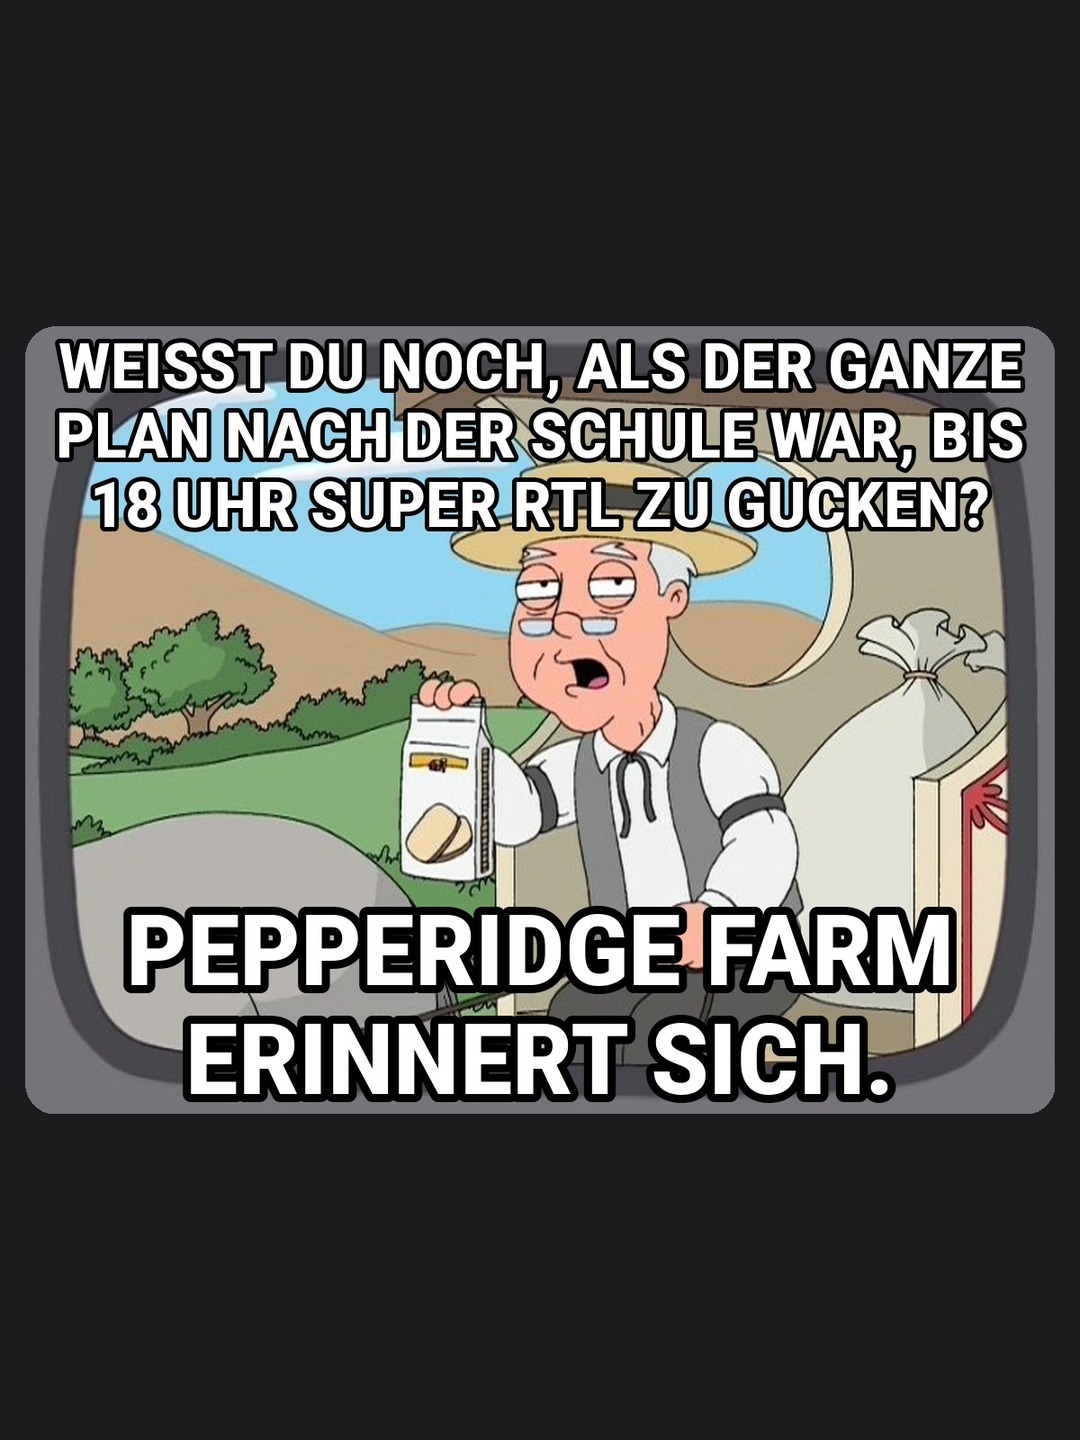 WEISST DU NOCH, ALS DER GANZE
PLAN NACH DER SCHULE WAR, BIS
18 UHR SUPER RTL ZU GUCKEN?
PEPPERIDGE FARM
ERINNERT SICH.